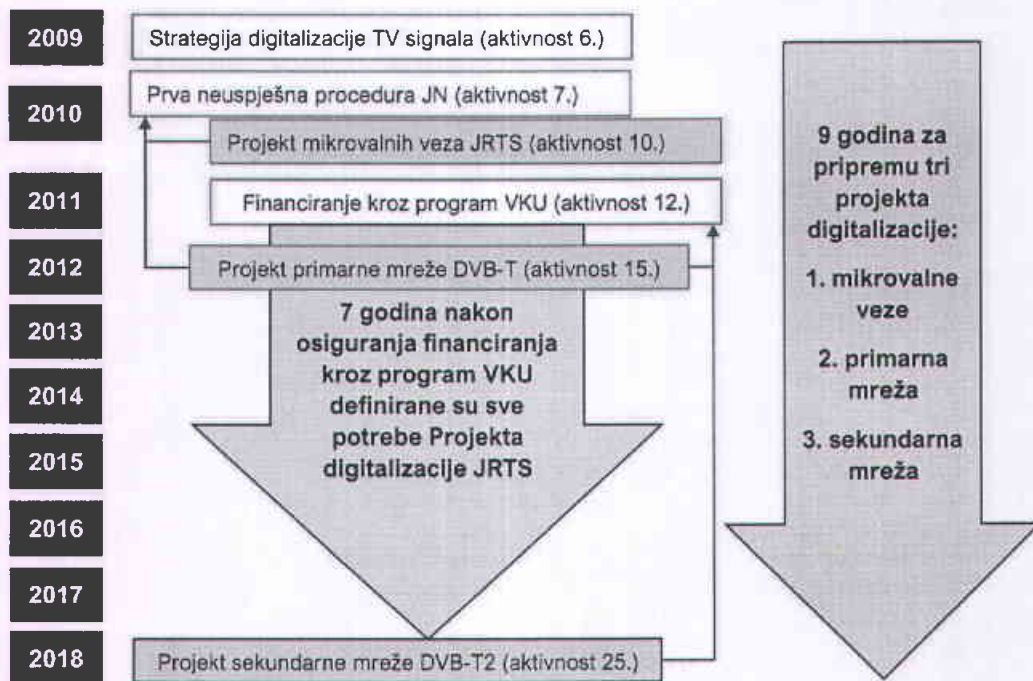 2009
Strategija digitalizacije TV signala (aktivnost 6.)
2010
Prva neuspješna procedura JN (aktivnost 7.)
Projekt mikrovalnih veza JRTS (aktivnost 10.)
2011
Financiranje kroz program VKU (aktivnost 12.)
2012
Projekt primarne mreže DVB-T (aktivnost 15.)
2013
2014
2015
2016
2017
2018
7 godina nakon
osiguranja financiranja
kroz program VKU
definirane su sve
potrebe Projekta
digitalizacije JRTS
Projekt sekundarne mreže DVB-T2 (aktivnost 25.)
9 godina za
pripremu tri
projekta
digitalizacije:
1. mikrovalne
veze
2. primarna
mreža
3. sekundarna
mreža